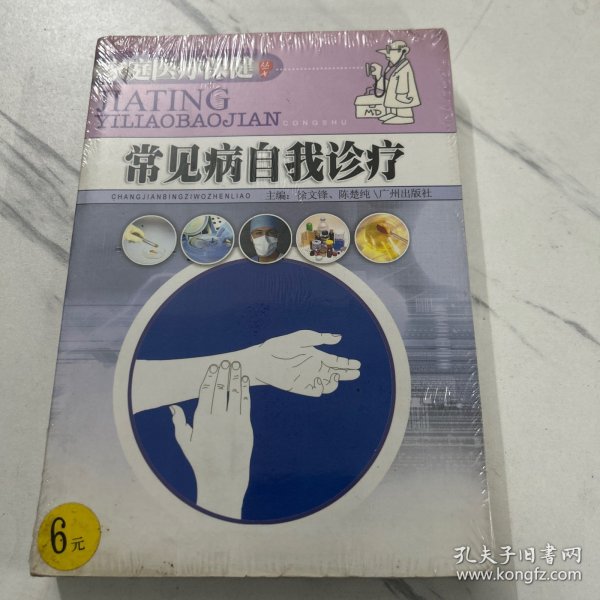 家庭医疗保健 丛书
JIATING
YILIAOBAOJIAN CONGSHU
MD
常见病自我诊疗
CHANGJIANBINGZIWOZHENLIAO 主编：徐文锋、陈楚纯\广州出版社
6元
孔夫子旧书网
www.kongfz.com